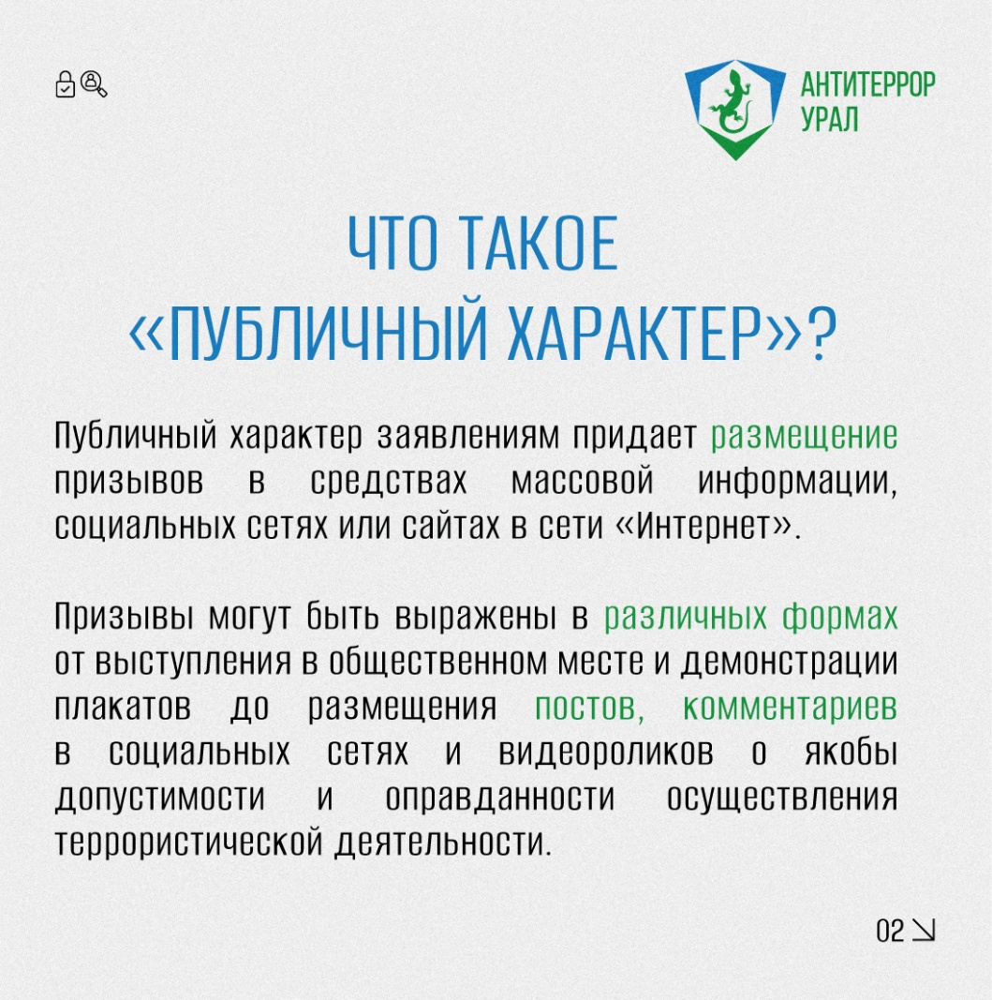 АНТИТЕРРОР
УРАЛ
ЧТО ТАКОЕ
«ПУБЛИЧНЫЙ ХАРАКТЕР»?
Публичный характер заявлениям придает размещение
призывов в средствах массовой информации,
социальных сетях или сайтах в сети «Интернет».
Призывы могут быть выражены в различных формах
от выступления в общественном месте и демонстрации
плакатов до размещения постов, комментариев
в социальных сетях и видеороликов о якобы
допустимости и оправданности осуществления
террористической деятельности.
02